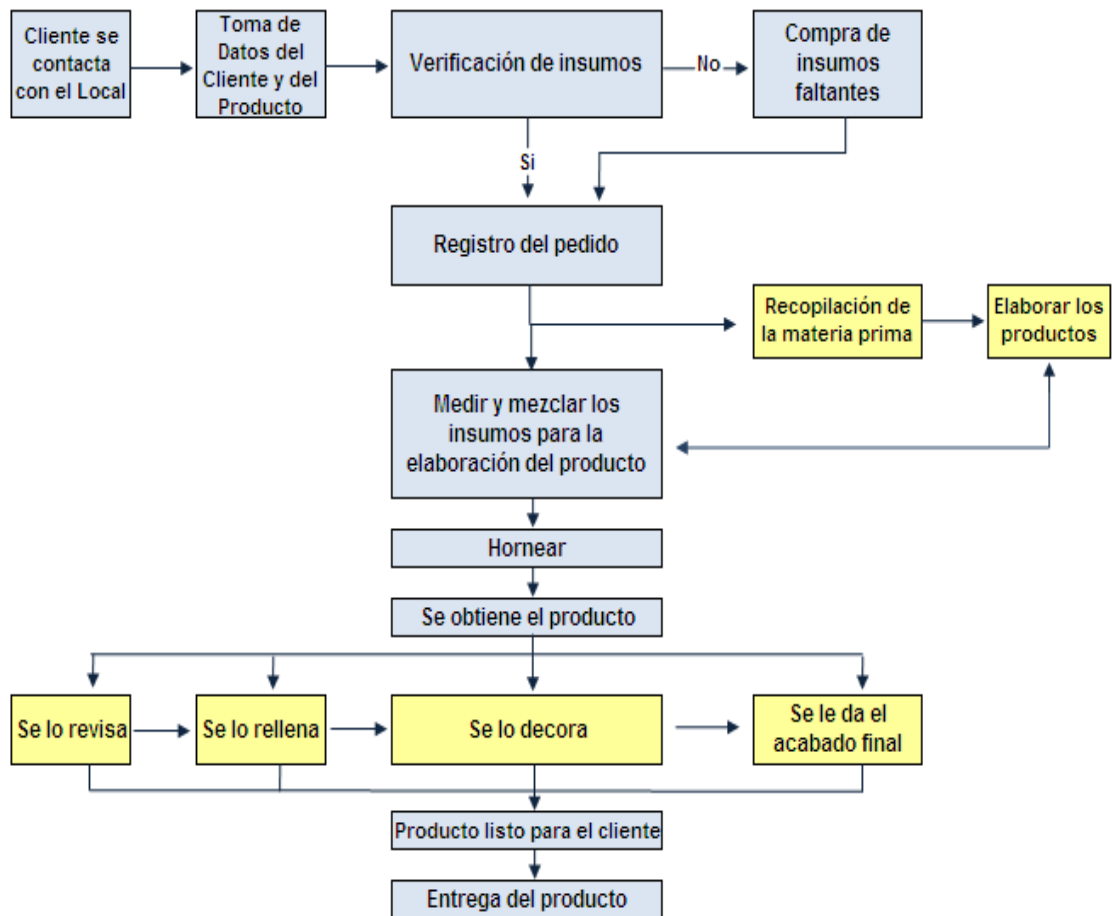 Cliente se
contacta
con el Local
Toma de
Datos del
Cliente y del
Producto
Verificación de insumos
No
Compra de
insumos
faltantes
Si
Registro del pedido
Recopilación de
la materia prima
Elaborar los
productos
Medir y mezclar los
insumos para la
elaboración del producto
Hornear
Se obtiene el producto
Se lo revisa
Se lo rellena
Se lo decora
Se le da el
acabado final
Producto listo para el cliente
Entrega del producto